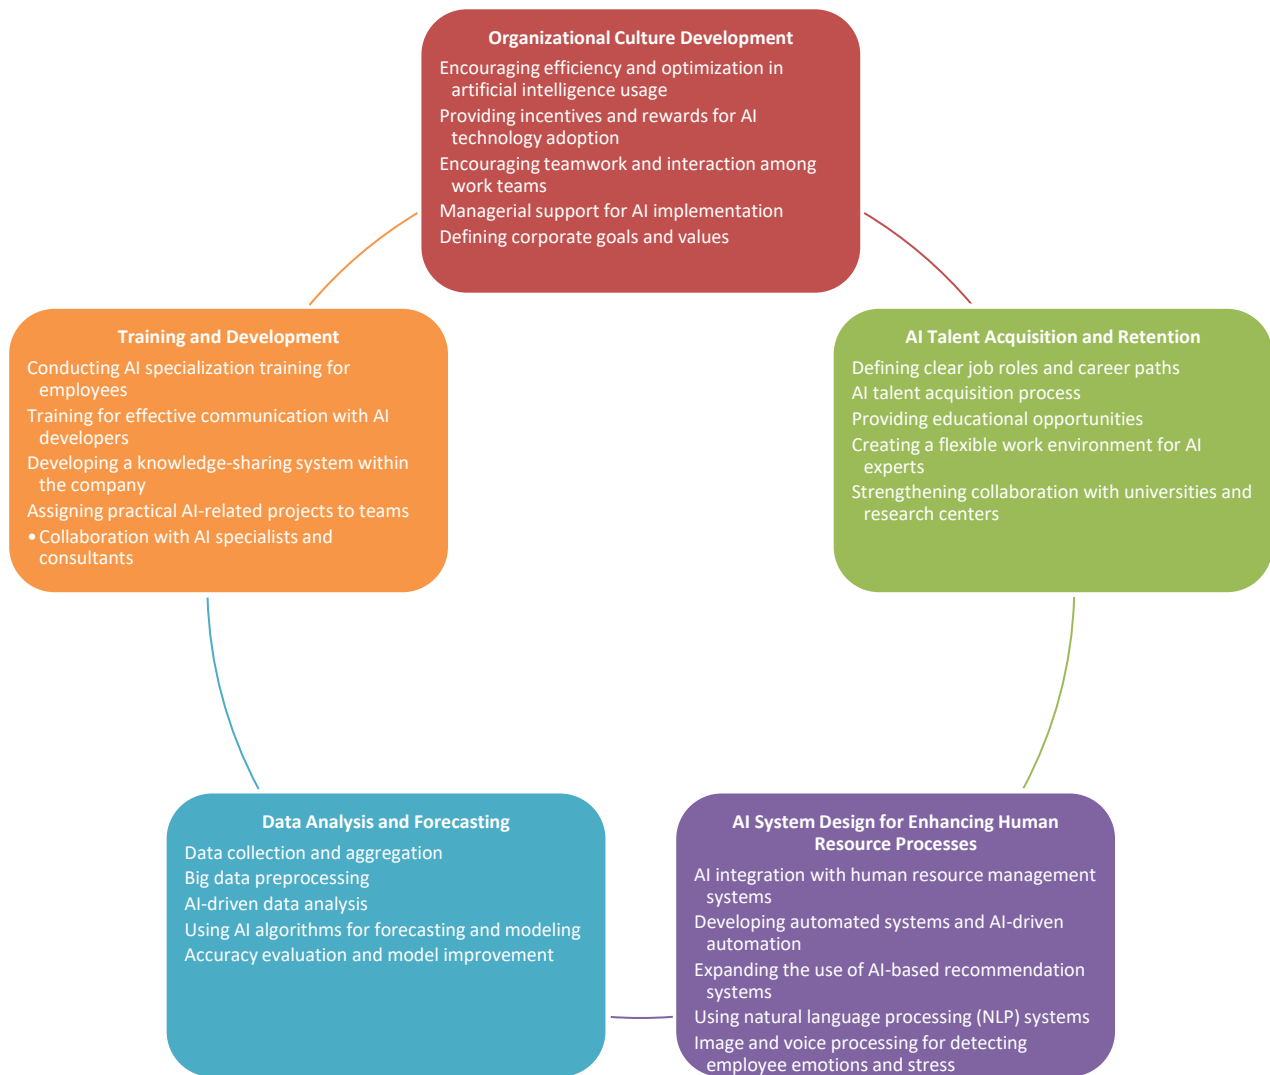 Organizational Culture Development
Encouraging efficiency and optimization in
artificial intelligence usage
Providing incentives and rewards for AI
technology adoption
Encouraging teamwork and interaction among
work teams
Managerial support for AI implementation
Defining corporate goals and values
Training and Development
Conducting AI specialization training for
employees
Training for effective communication with AI
developers
Developing a knowledge-sharing system within
the company
Assigning practical AI-related projects to teams
• Collaboration with AI specialists and
consultants
AI Talent Acquisition and Retention
Defining clear job roles and career paths
AI talent acquisition process
Providing educational opportunities
Creating a flexible work environment for AI
experts
Strengthening collaboration with universities and
research centers
Data Analysis and Forecasting
Data collection and aggregation
Big data preprocessing
AI-driven data analysis
Using AI algorithms for forecasting and modeling
Accuracy evaluation and model improvement
AI System Design for Enhancing Human
Resource Processes
AI integration with human resource management
systems
Developing automated systems and AI-driven
automation
Expanding the use of AI-based recommendation
systems
Using natural language processing (NLP) systems
Image and voice processing for detecting
employee emotions and stress